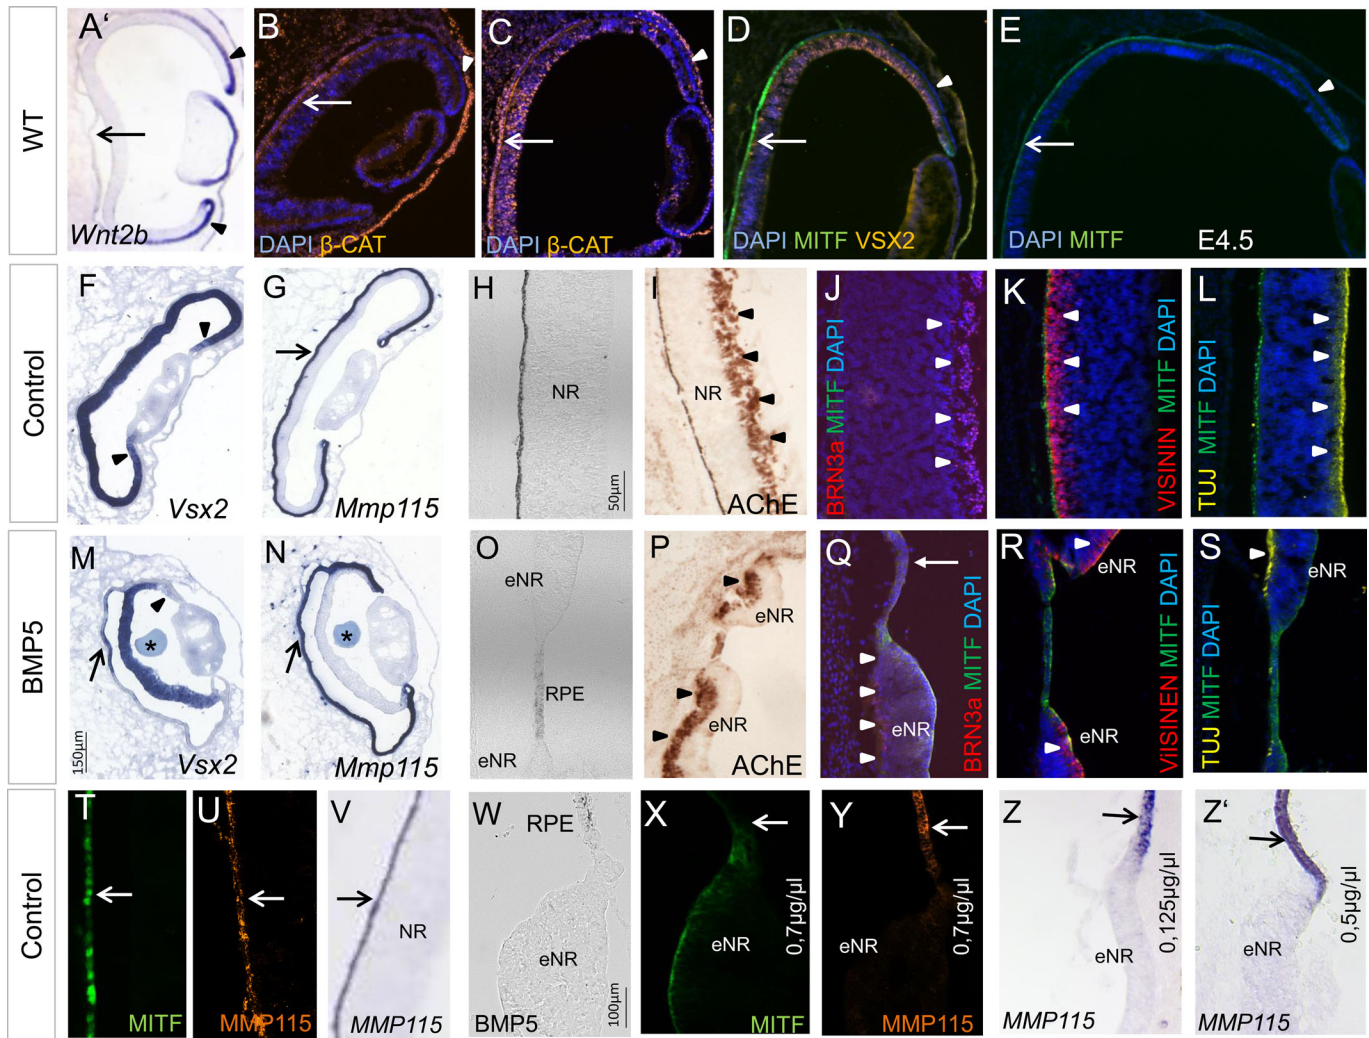 WT
A'
Wnt2b
B
DAPI β-CAT
C
DAPI β-CAT
D
DAPI MITF VSX2
E
DAPI MITF
E4.5
Control
F
Vsx2
G
Mmp115
H
NR
50µm
I
NR
AChE
J
BRN3a MITF DAPI
K
VISININ MITF DAPI
L
TUJ MITF DAPI
BMP5
M
*
150µm
Vsx2
N
*
Mmp115
O
eNR
RPE
eNR
P
eNR
eNR
AChE
Q
eNR
BRN3a MITF DAPI
R
eNR
eNR
ViISINEN MITF DAPI
S
eNR
TUJ MITF DAPI
Control
T
MITF
U
MMP115
V
NR
MMP115
W
RPE
eNR
BMP5
100µm
X
eNR
0,7µg/µl
MITF
Y
eNR
0,7µg/µl
MMP115
Z
eNR
0,125µg/µl
MMP115
Z'
eNR
0,5µg/µl
MMP115